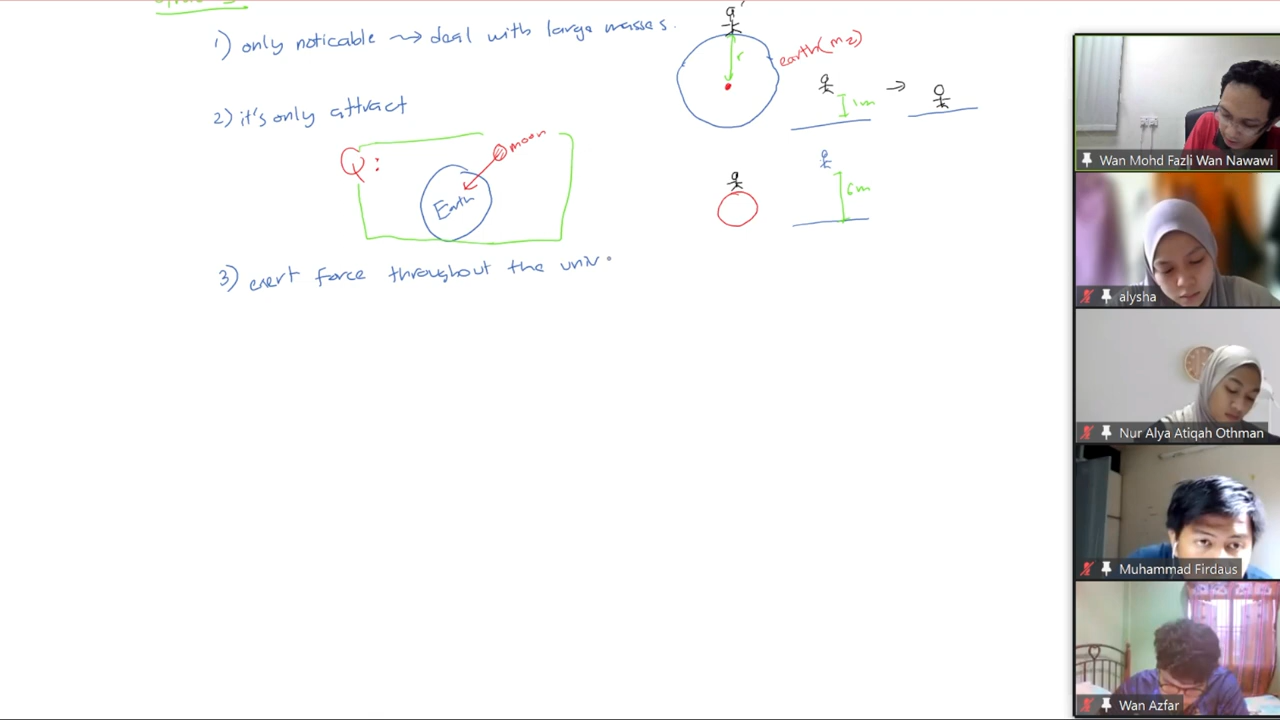 1) only noticable → deal with large masses.
earth(m2)
r
1m
→
2) it's only attract
Q:
moon
Earth
6m
3) exert force throughout the univ
Wan Mohd Fazli Wan Nawawi
alysha
Nur Alya Atiqah Othman
Muhammad Firdaus
Wan Azfar